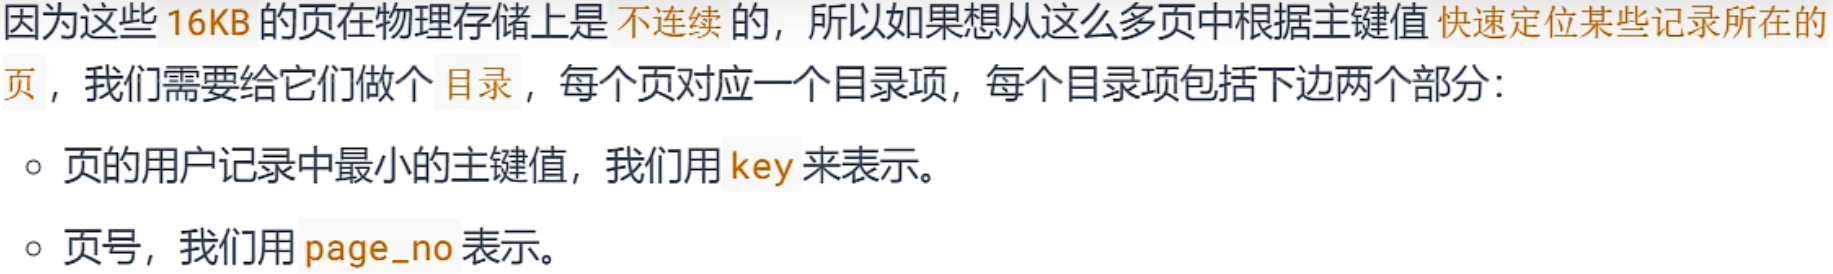 因为这些 16KB 的页在物理存储上是 不连续 的，所以如果想从这么多页中根据主键值 快速定位某些记录所在的
页 ，我们需要给它们做个 目录 ，每个页对应一个目录项，每个目录项包括下边两个部分：
◦ 页的用户记录中最小的主键值，我们用 key 来表示。
◦ 页号，我们用 page_no 表示。